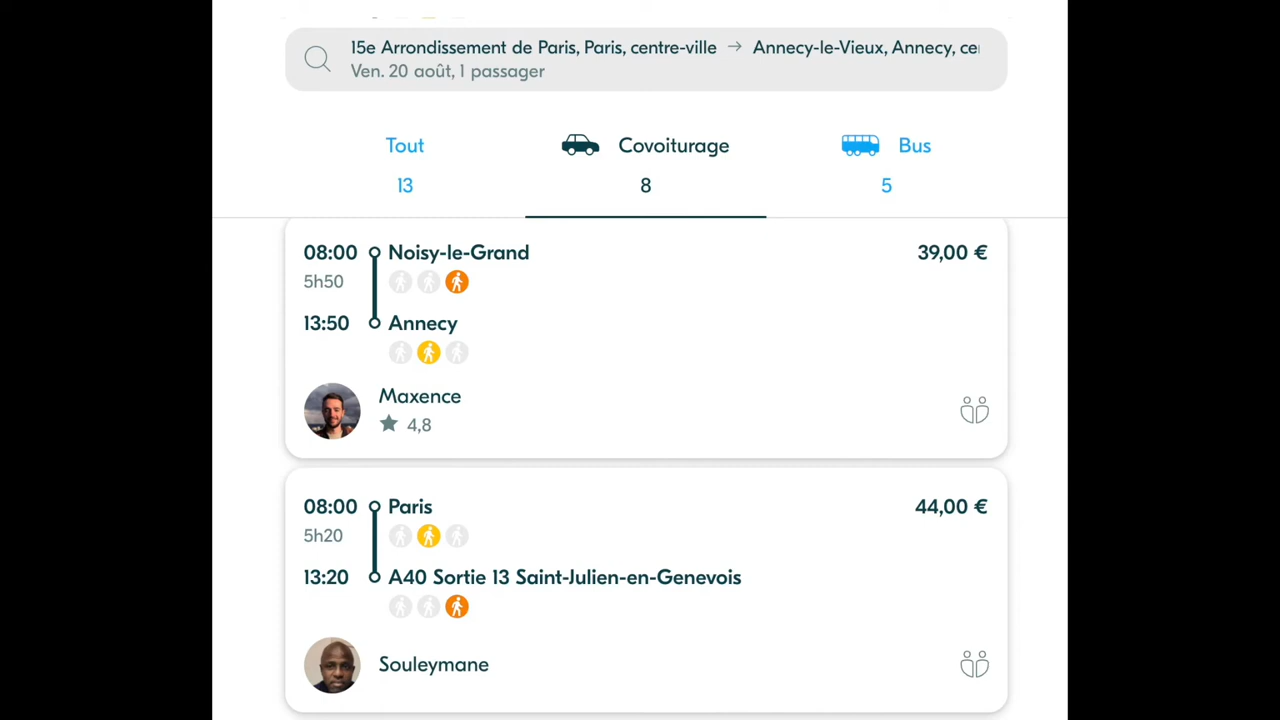 15e Arrondissement de Paris, Paris, centre-ville → Annecy-le-Vieux, Annecy, ce
Ven. 20 août, 1 passager
Tout Covoiturage Bus
13 8 5
08:00 Noisy-le-Grand 39,00 €
5h50
13:50 Annecy
Maxence
4,8
08:00 Paris 44,00 €
5h20
13:20 A40 Sortie 13 Saint-Julien-en-Genevois
Souleymane